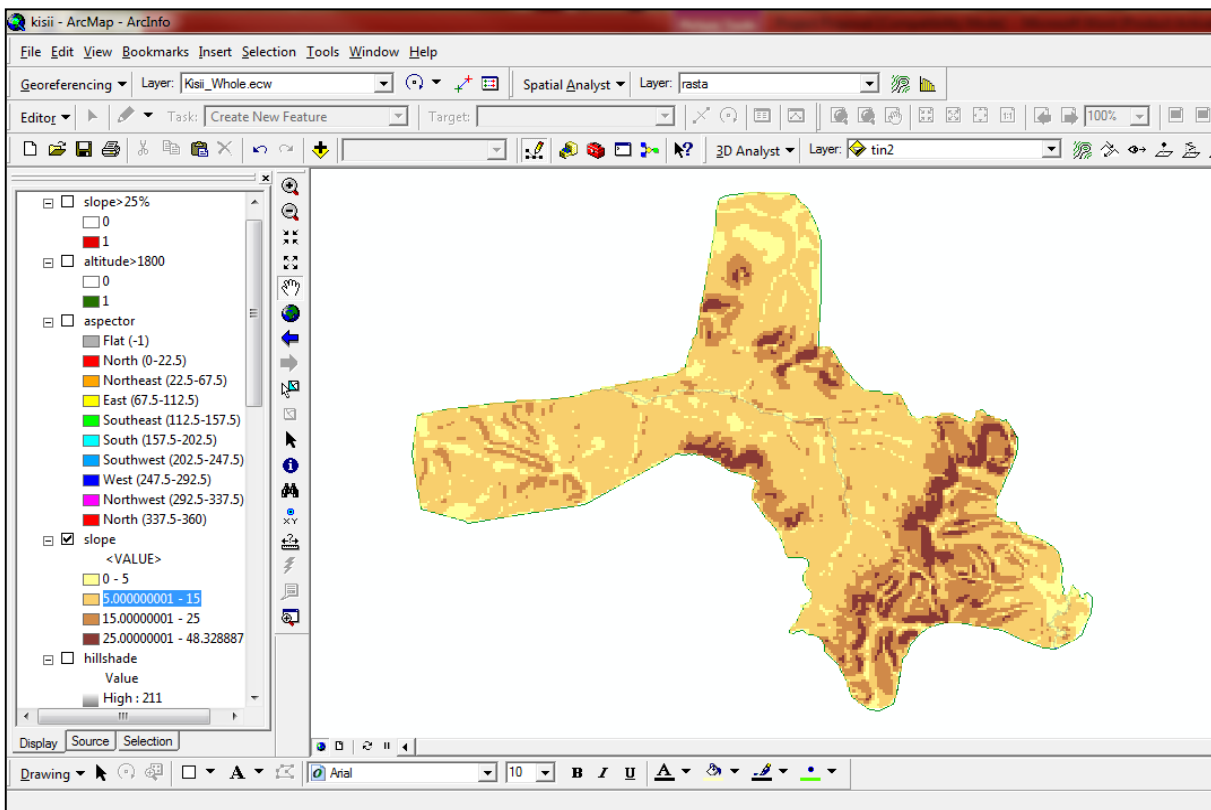 kisii - ArcMap - ArcInfo
File Edit View Bookmarks Insert Selection Tools Window Help
Georeferencing Layer: Kisii_Whole.ecw Spatial Analyst Layer: rasta
Editor Task: Create New Feature Target: 1:1 100%
3D Analyst Layer: tin2
slope>25%
0
1
altitude>1800
0
1
aspector
Flat (-1)
North (0-22.5)
Northeast (22.5-67.5)
East (67.5-112.5)
Southeast (112.5-157.5)
South (157.5-202.5)
Southwest (202.5-247.5)
West (247.5-292.5)
Northwest (292.5-337.5)
North (337.5-360)
slope
<VALUE>
0 - 5
5.000000001 - 15
15.00000001 - 25
25.00000001 - 48.328887
hillshade
Value
High : 211
XY
Display Source Selection
Drawing A Arial 10 B I U A